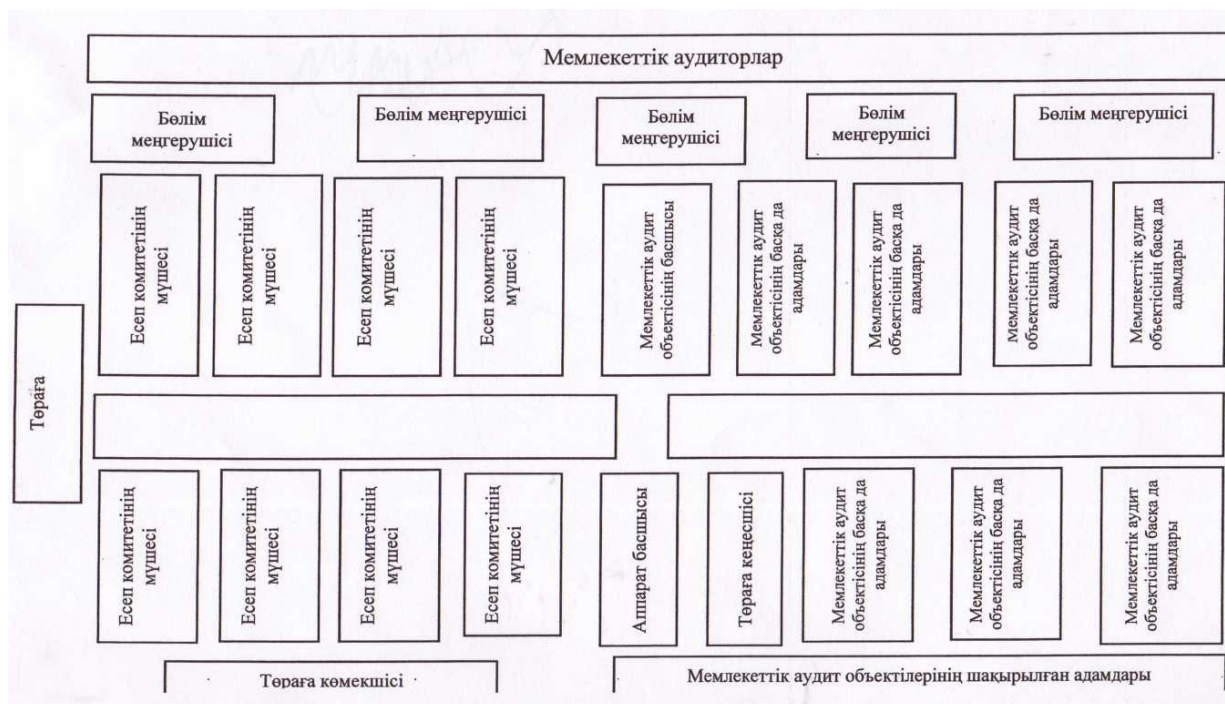 Мемлекеттік аудиторлар
Бөлім
меңгерушісі
Бөлім меңгерушісі
Бөлім
меңгерушісі
Бөлім
меңгерушісі
Бөлім меңгерушісі
Есеп комитетінің
мүшесі
Есеп комитетінің
мүшесі
Есеп комитетінің
мүшесі
Есеп комитетінің
мүшесі
Мемлекеттік аудит
объектісінің басшысы
Мемлекеттік аудит
объектісінің басқа да
адамдары
Мемлекеттік аудит
объектісінің басқа да
адамдары
Мемлекеттік аудит
объектісінің басқа да
адамдары
Мемлекеттік аудит
объектісінің басқа да
адамдары
Төраға
Есеп комитетінің
мүшесі
Есеп комитетінің
мүшесі
Есеп комитетінің
мүшесі
Есеп комитетінің
мүшесі
Аппарат басшысы
Төраға кеңесшісі
Мемлекеттік аудит
объектісінің басқа да
адамдары
Мемлекеттік аудит
объектісінің басқа да
адамдары
Мемлекеттік аудит
объектісінің басқа да
адамдары
Төраға көмекшісі
Мемлекеттік аудит объектілерінің шақырылған адамдары